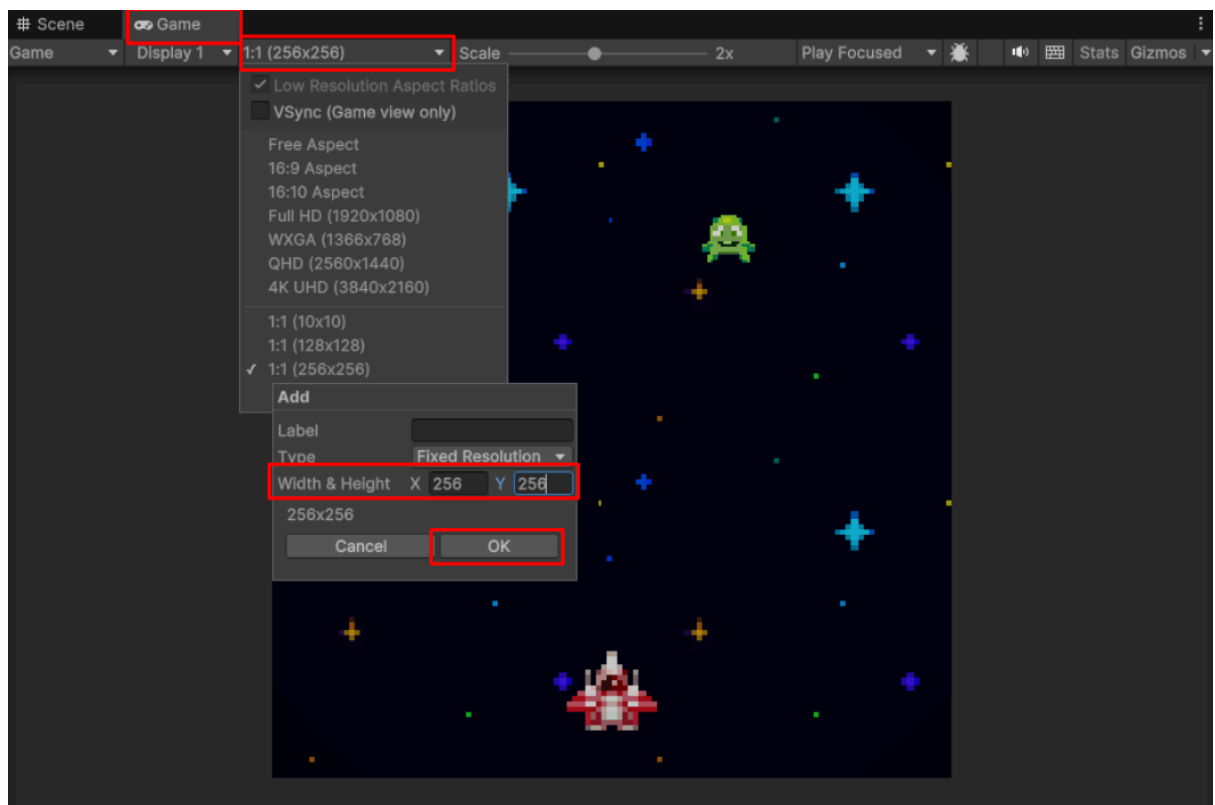 Scene Game
Game Display 1 1:1 (256x256) Scale 2x Play Focused Stats Gizmos
Low Resolution Aspect Ratios
VSync (Game view only)
Free Aspect
16:9 Aspect
16:10 Aspect
Full HD (1920x1080)
WXGA (1366x768)
QHD (2560x1440)
4K UHD (3840x2160)
1:1 (10x10)
1:1 (128x128)
1:1 (256x256)
Add
Label
Type Fixed Resolution
Width & Height X 256 Y 256
256x256
Cancel OK